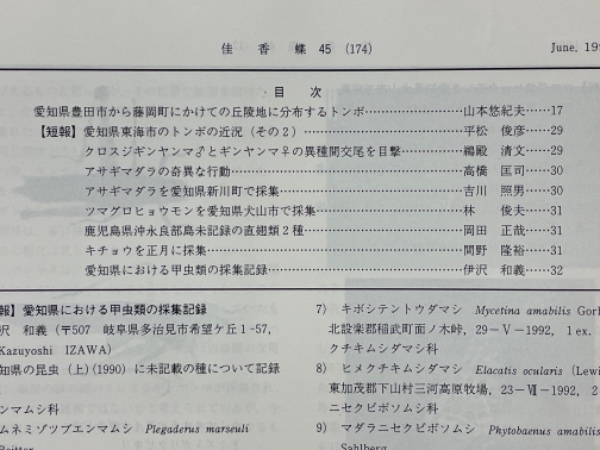 佳香蝶 45 (174)
June, 19
目次
愛知県豊田市から藤岡町にかけての丘陵地に分布するトンボ……………………山本悠紀夫……17
【短報】愛知県東海市のトンボの近況(その2)……………………平松 俊彦……29
クロスジギンヤンマ♂とギンヤンマ♀の異種間交尾を目撃……………………鵜殿 清文……29
アサギマダラの奇異な行動……………………高橋 匡司……30
アサギマダラを愛知県新川町で採集……………………吉川 照男……30
ツマグロヒョウモンを愛知県犬山市で採集……………………林 俊夫……31
鹿児島県沖永良部島未記録の直翅類2種……………………岡田 正哉……31
キチョウを正月に採集……………………間野 隆裕……31
愛知県における甲虫類の採集記録……………………伊沢 和義……32
報】愛知県における甲虫類の採集記録
沢 和義(〒507 岐阜県多治見市希望ケ丘1-57,
Kazuyoshi IZAWA)
知県の昆虫(上)(1990)に未記載の種について記録
ンマムシ科
ムネミゾツブエンマムシ Plegaderus marseuli
Reitter
7) キボシテントウダマシ Mycetina amabilis Gorh
北設楽郡稲武町面ノ木峠, 29-V-1992, 1 ex.
クチキムシダマシ科
8) ヒメクチキムシダマシ Elacatis ocularis (Lewi
東加茂郡下山村三河高原牧場, 23-Ⅶ-1992, 2
ニセクビボソムシ科
9) マダラニセクビボソムシ Phytobaenus amabilis
Sahlberg